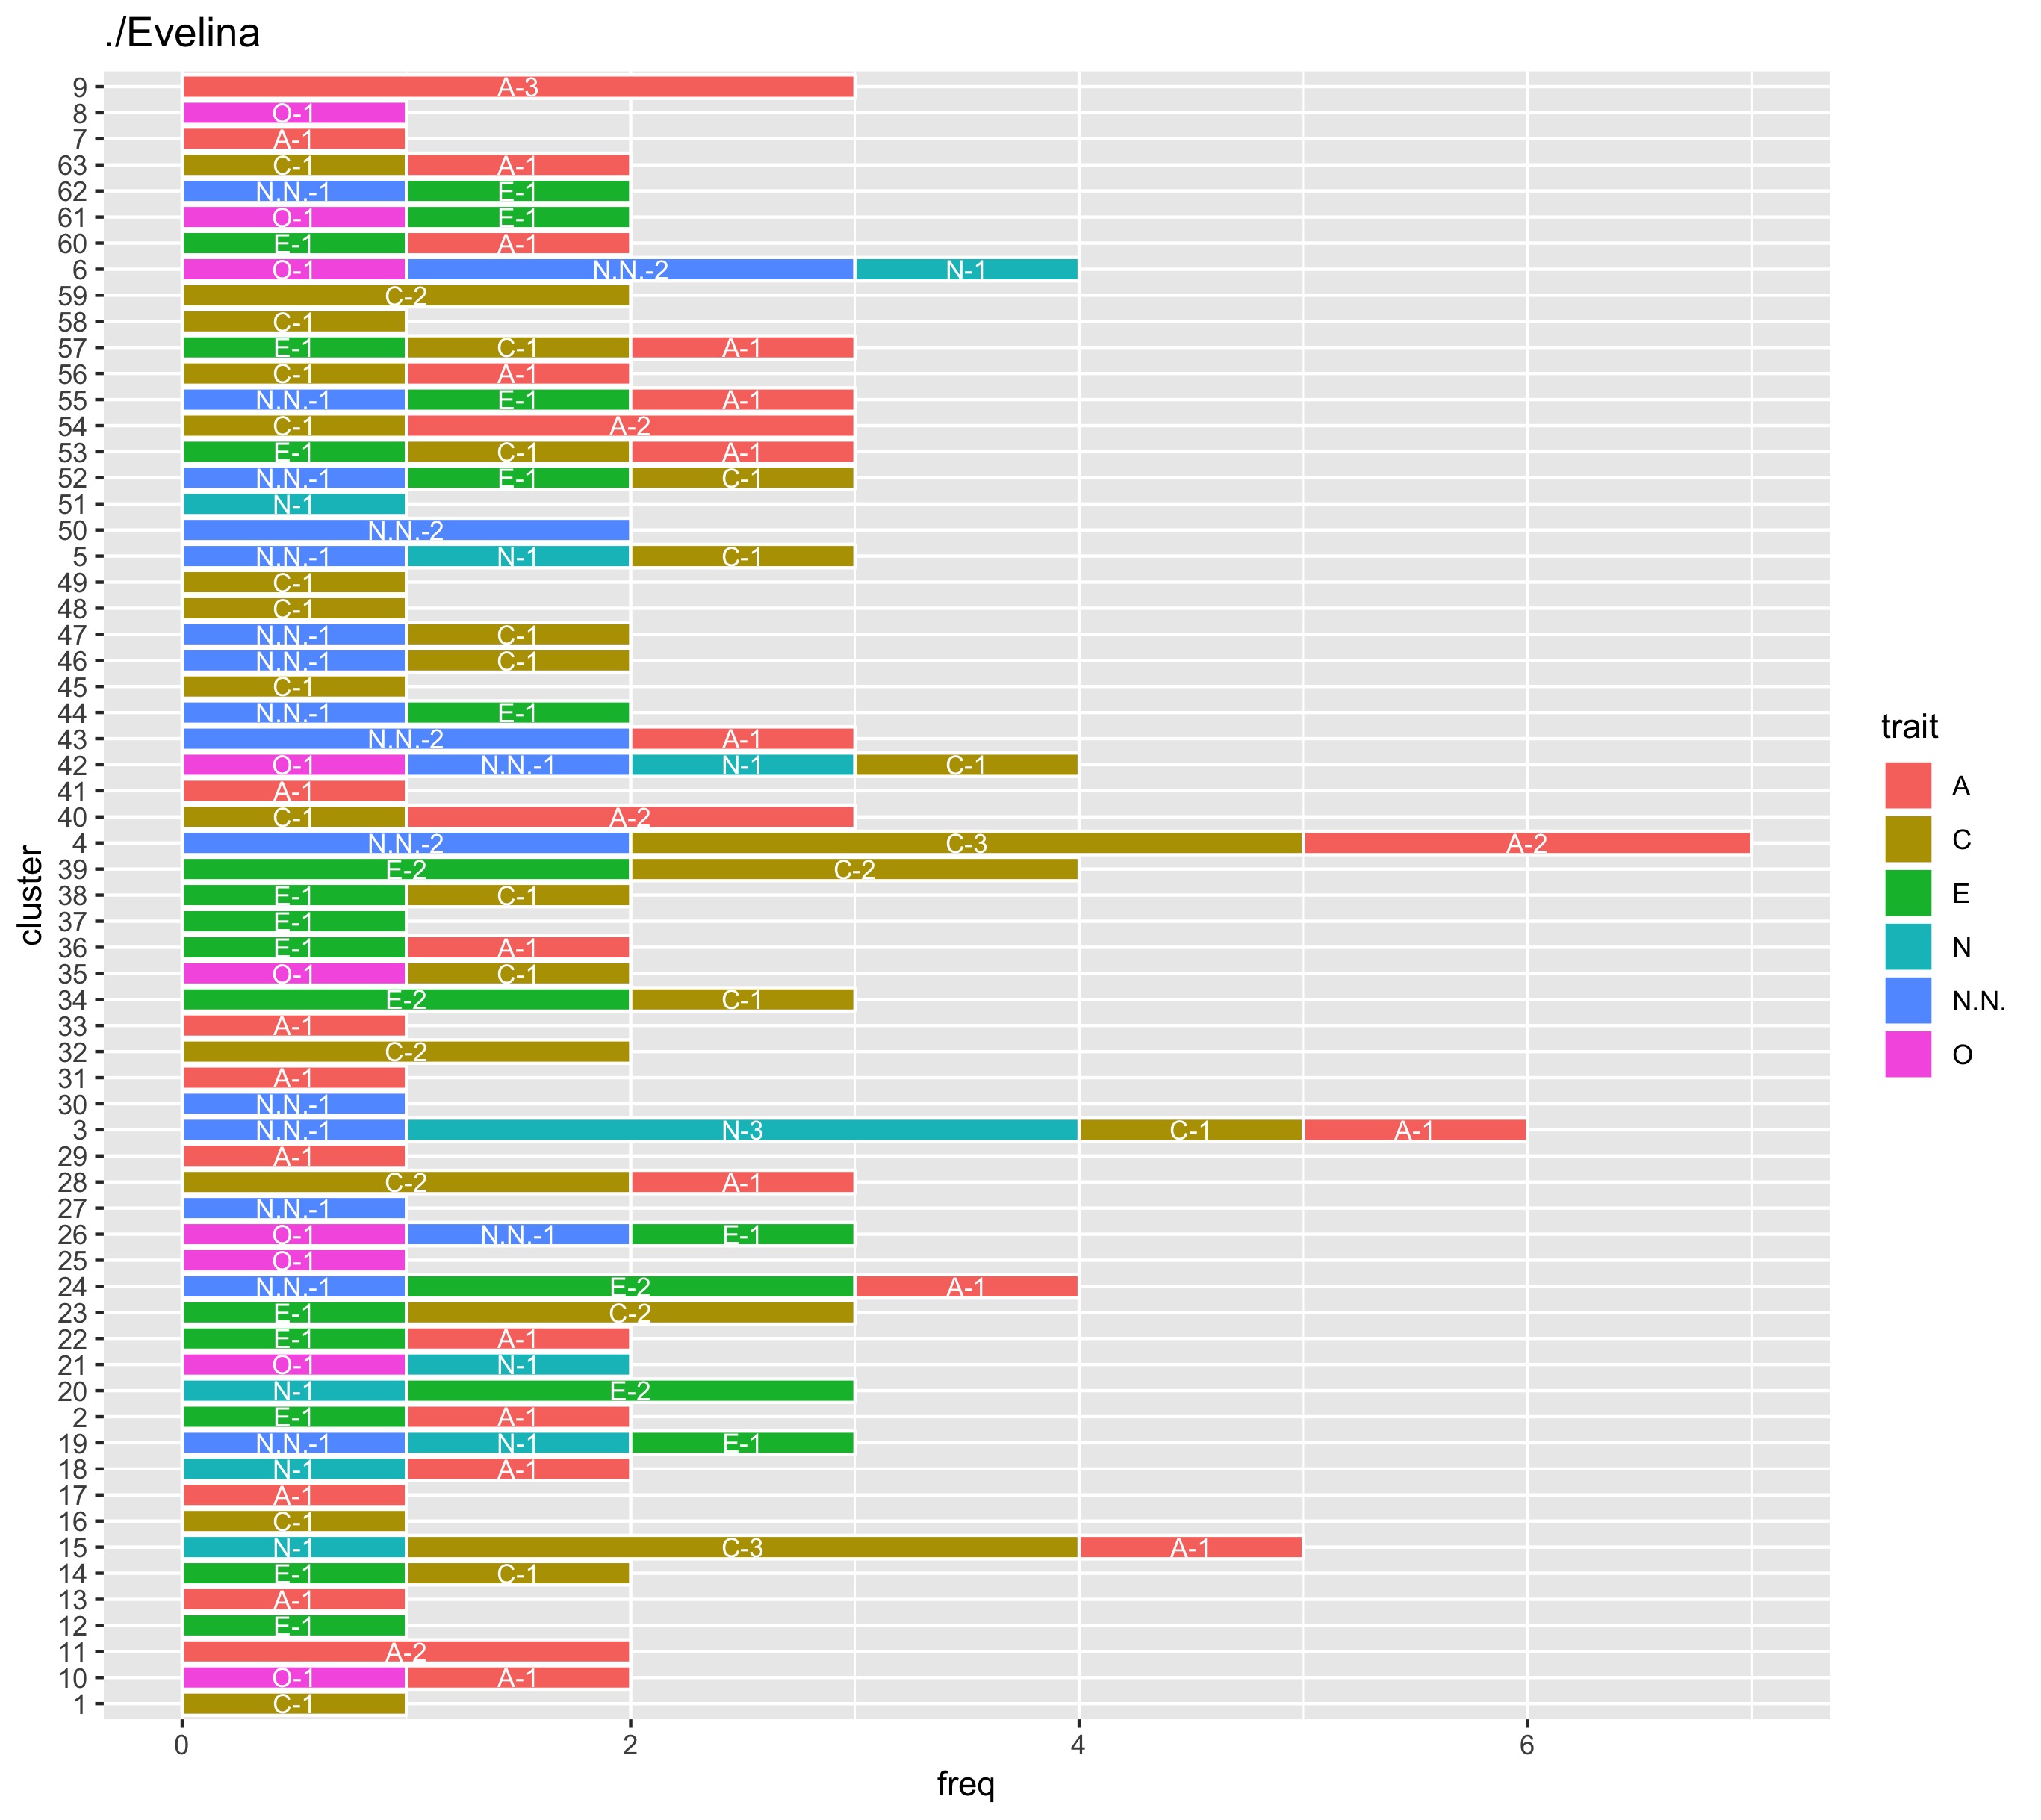 ./Evelina
9 A-3
8 O-1
7 A-1
63 C-1 A-1
62 N.N.-1 E-1
61 O-1 E-1
60 E-1 A-1
6 O-1 N.N.-2 N-1
59 C-2
58 C-1
57 E-1 C-1 A-1
56 C-1 A-1
55 N.N.-1 E-1 A-1
54 C-1 A-2
53 E-1 C-1 A-1
52 N.N.-1 E-1 C-1
51 N-1
50 N.N.-2
5 N.N.-1 N-1 C-1
49 C-1
48 C-1
47 N.N.-1 C-1
46 N.N.-1 C-1
45 C-1
44 N.N.-1 E-1
43 N.N.-2 A-1
42 O-1 N.N.-1 N-1 C-1
41 A-1
40 C-1 A-2
4 N.N.-2 C-3 A-2
39 E-2 C-2
38 E-1 C-1
37 E-1
36 E-1 A-1
35 O-1 C-1
34 E-2 C-1
33 A-1
32 C-2
31 A-1
30 N.N.-1
3 N.N.-1 N-3 C-1 A-1
29 A-1
28 C-2 A-1
27 N.N.-1
26 O-1 N.N.-1 E-1
25 O-1
24 N.N.-1 E-2 A-1
23 E-1 C-2
22 E-1 A-1
21 O-1 N-1
20 N-1 E-2
2 E-1 A-1
19 N.N.-1 N-1 E-1
18 N-1 A-1
17 A-1
16 C-1
15 N-1 C-3 A-1
14 E-1 C-1
13 A-1
12 E-1
11 A-2
10 O-1 A-1
1 C-1
0 2 4 6
freq
cluster
trait
A
C
E
N
N.N.
O